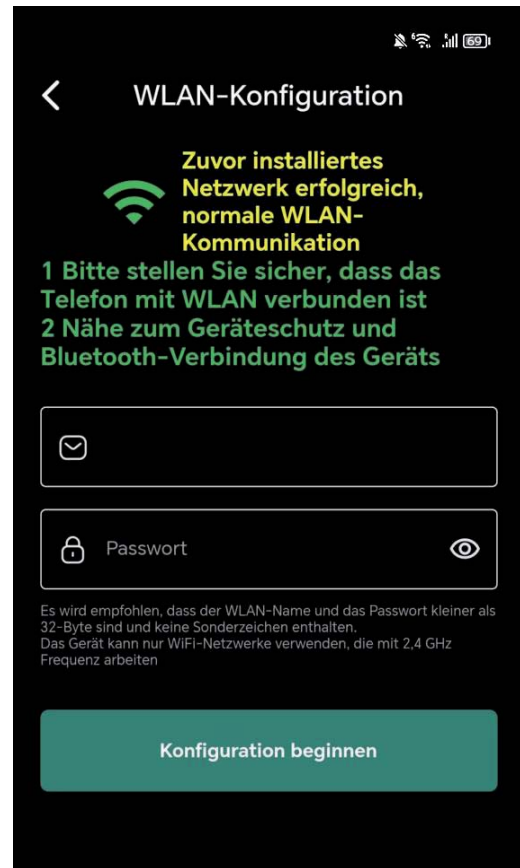 69
WLAN-Konfiguration
Zuvor installiertes
Netzwerk erfolgreich,
normale WLAN-
Kommunikation
1 Bitte stellen Sie sicher, dass das
Telefon mit WLAN verbunden ist
2 Nähe zum Geräteschutz und
Bluetooth-Verbindung des Geräts
Passwort
Es wird empfohlen, dass der WLAN-Name und das Passwort kleiner als
32-Byte sind und keine Sonderzeichen enthalten.
Das Gerät kann nur WiFi-Netzwerke verwenden, die mit 2,4 GHz
Frequenz arbeiten
Konfiguration beginnen